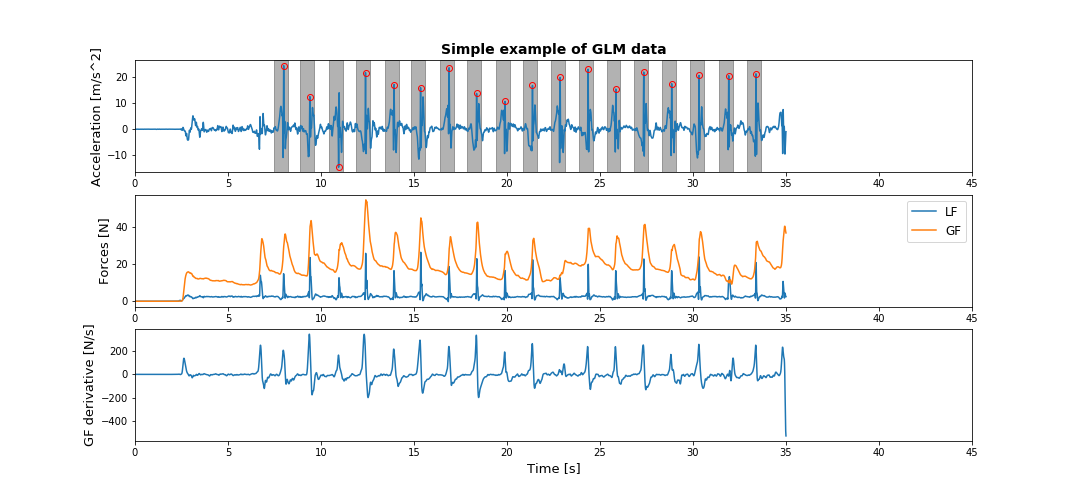 Simple example of GLM data
Acceleration [m/s^2]
20
10
0
−10
0 5 10 15 20 25 30 35 40 45
Forces [N]
40
20
0
LF
GF
0 5 10 15 20 25 30 35 40 45
GF derivative [N/s]
200
0
−200
−400
0 5 10 15 20 25 30 35 40 45
Time [s]